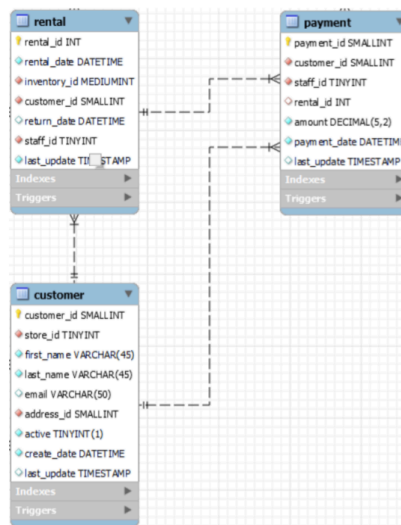 rental
rental_id INT
rental_date DATETIME
inventory_id MEDIUMINT
customer_id SMALLINT
return_date DATETIME
staff_id TINYINT
last_update
Indexes
Triggers
payment
payment_id SMALLINT
customer_id SMALLINT
staff_id TINYINT
rental_id INT
amount DECIMAL(5,2)
payment_date DATETIME
last_update TIMESTAMP
Indexes
Triggers
customer
customer_id SMALLINT
store_id TINYINT
first_name VARCHAR(45)
last_name VARCHAR(45)
email VARCHAR(50)
address_id SMALLINT
active TINYINT(1)
create_date DATETIME
last_update TIMESTAMP
Indexes
Triggers